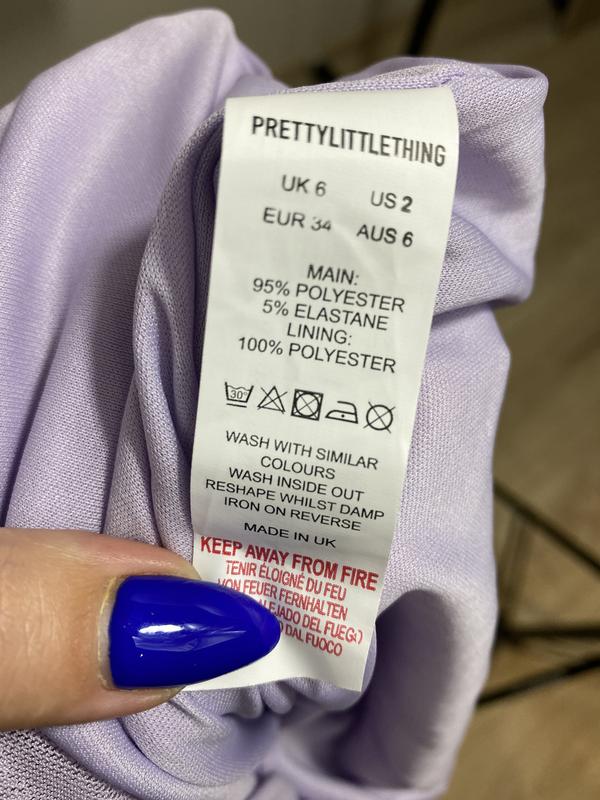 PRETTYLITTLETHING
UK 6 US 2
EUR 34 AUS 6
MAIN:
95% POLYESTER
5% ELASTANE
LINING:
100% POLYESTER
30°
WASH WITH SIMILAR
COLOURS
WASH INSIDE OUT
RESHAPE WHILST DAMP
IRON ON REVERSE
MADE IN UK
KEEP AWAY FROM FIRE
TENIR ÉLOIGNÉ DU FEU
VON FEUER FERNHALTEN
DEL FUEGO
DAL FUOCO